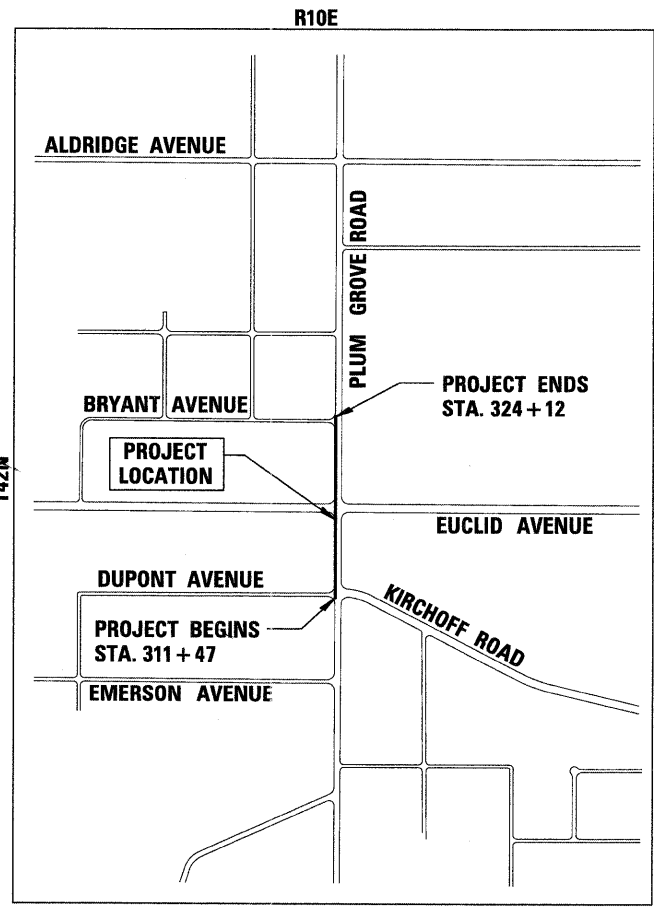 R10E
ALDRIDGE AVENUE
PLUM GROVE ROAD
PROJECT ENDS
STA. 324+12
BRYANT AVENUE
PROJECT
LOCATION
EUCLID AVENUE
DUPONT AVENUE
KIRCHOFF ROAD
PROJECT BEGINS
STA. 311+47
EMERSON AVENUE